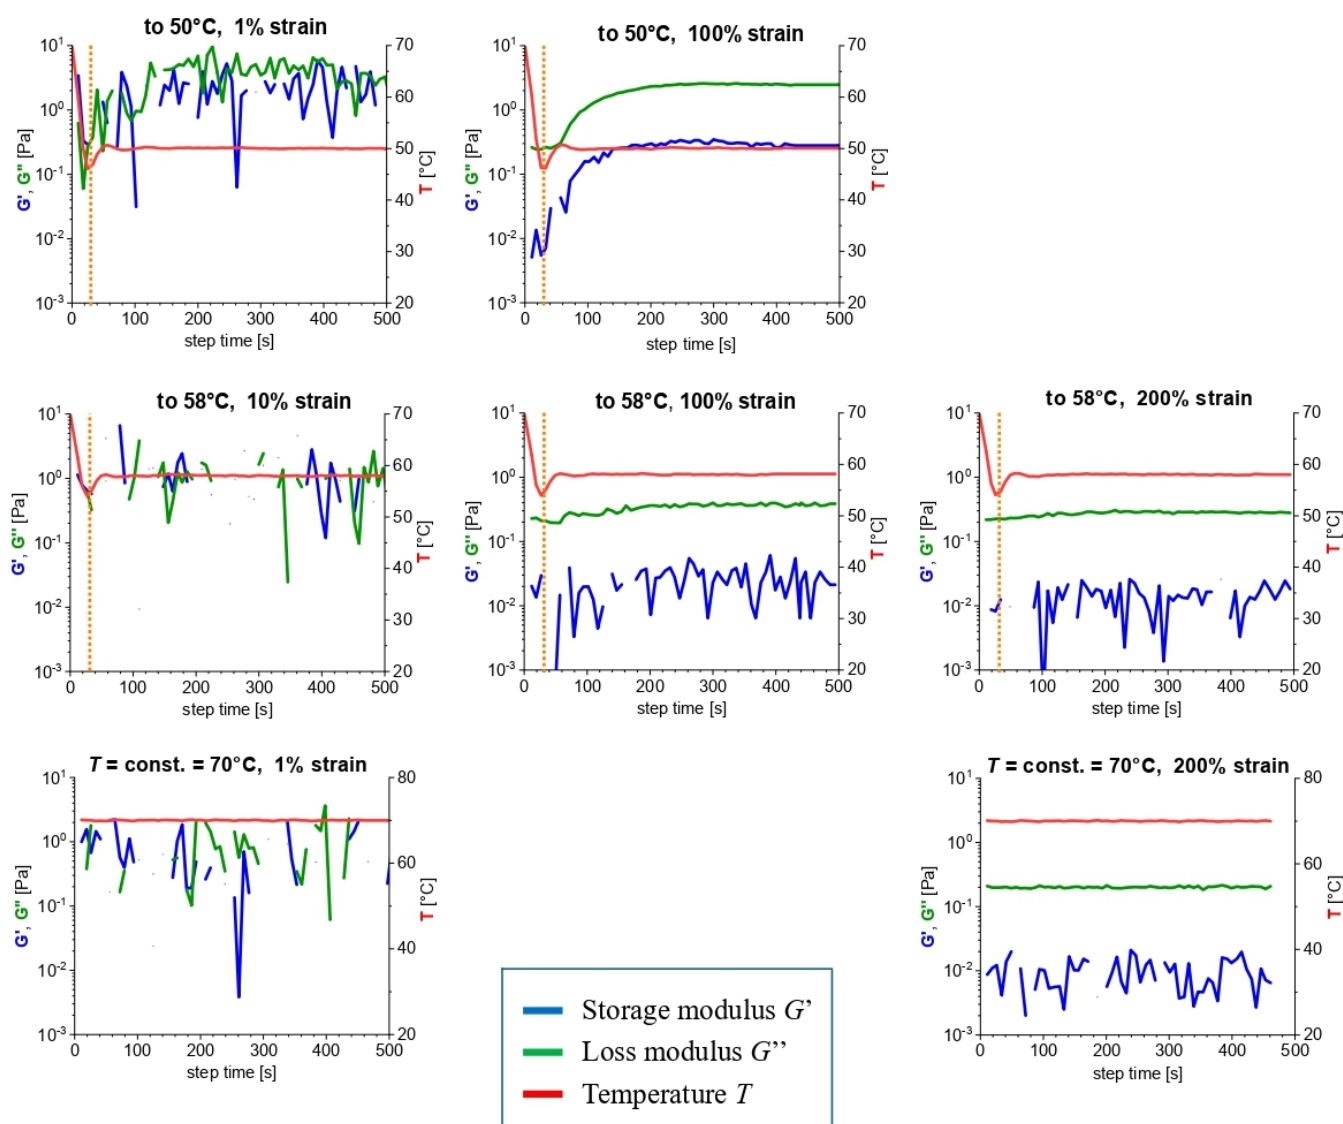 to 50°C,  1% strain
10¹
10⁰
10⁻¹
10⁻²
10⁻³
G', G" [Pa]
70
60
50
40
30
20
T [°C]
0 100 200 300 400 500
step time [s]
to 50°C,  100% strain
10¹
10⁰
10⁻¹
10⁻²
10⁻³
G', G" [Pa]
70
60
50
40
30
20
T [°C]
0 100 200 300 400 500
step time [s]
to 58°C,  10% strain
10¹
10⁰
10⁻¹
10⁻²
10⁻³
G', G" [Pa]
70
60
50
40
30
20
T [°C]
0 100 200 300 400 500
step time [s]
to 58°C, 100% strain
10¹
10⁰
10⁻¹
10⁻²
10⁻³
G', G" [Pa]
70
60
50
40
30
20
T [°C]
0 100 200 300 400 500
step time [s]
to 58°C,  200% strain
10¹
10⁰
10⁻¹
10⁻²
10⁻³
G', G" [Pa]
70
60
50
40
30
20
T [°C]
0 100 200 300 400 500
step time [s]
T = const. = 70°C,  1% strain
10¹
10⁰
10⁻¹
10⁻²
10⁻³
G', G" [Pa]
80
60
40
20
T [°C]
0 100 200 300 400 500
step time [s]
T = const. = 70°C,  200% strain
10¹
10⁰
10⁻¹
10⁻²
10⁻³
G', G" [Pa]
80
60
40
20
T [°C]
0 100 200 300 400 500
step time [s]
Storage modulus G’
Loss modulus G’’
Temperature T